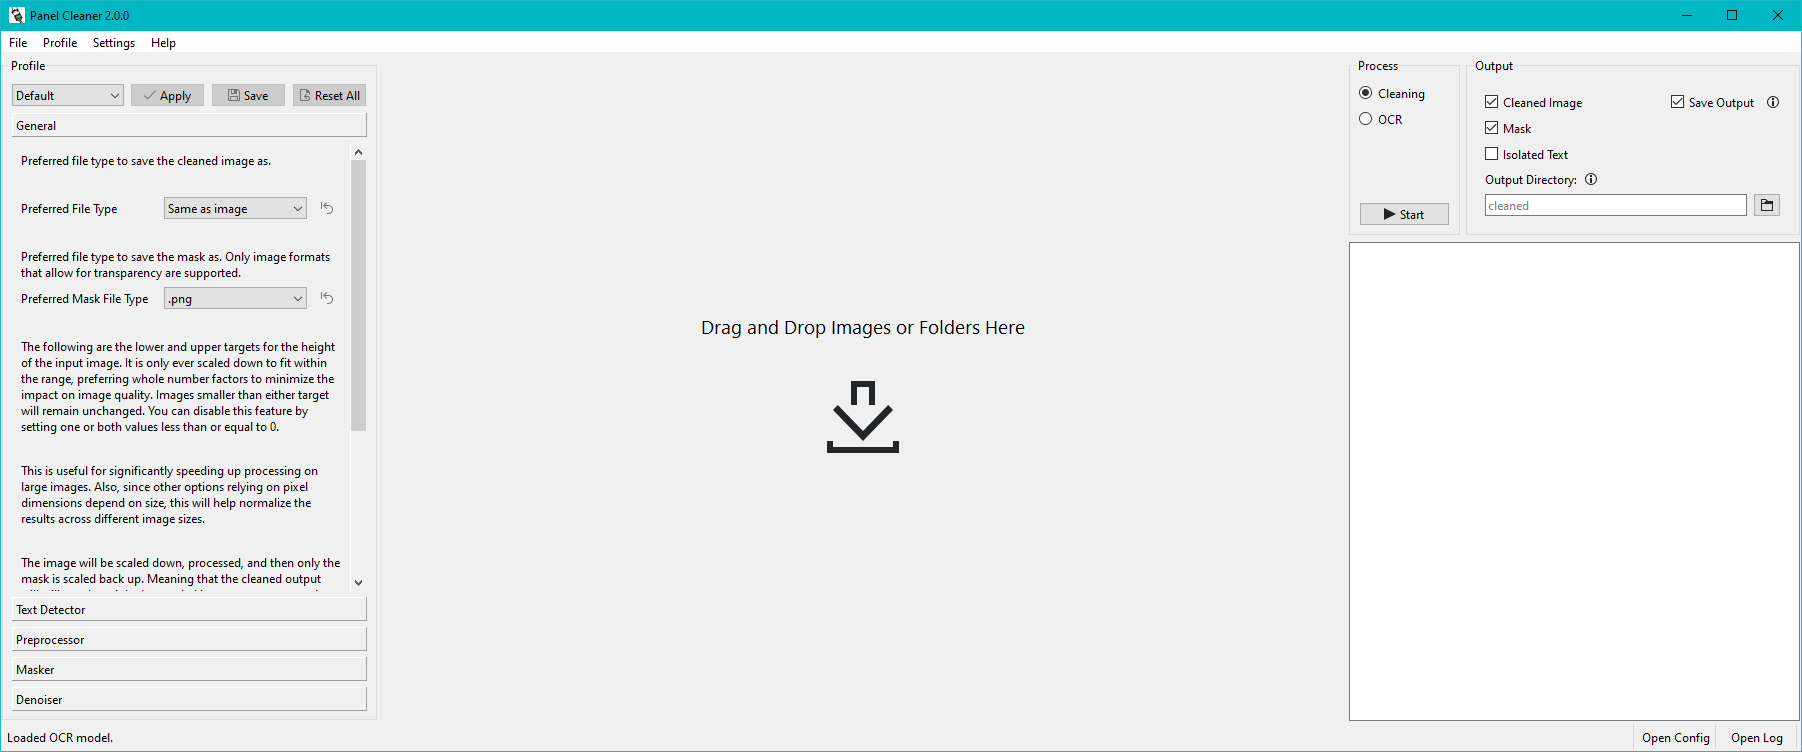 Panel Cleaner 2.0.0
File Profile Settings Help
Profile
Default Apply Save Reset All
General
Preferred file type to save the cleaned image as.
Preferred File Type Same as image
Preferred file type to save the mask as. Only image formats
that allow for transparency are supported.
Preferred Mask File Type .png
The following are the lower and upper targets for the height
of the input image. It is only ever scaled down to fit within
the range, preferring whole number factors to minimize the
impact on image quality. Images smaller than either target
will remain unchanged. You can disable this feature by
setting one or both values less than or equal to 0.
This is useful for significantly speeding up processing on
large images. Also, since other options relying on pixel
dimensions depend on size, this will help normalize the
results across different image sizes.
The image will be scaled down, processed, and then only the
mask is scaled back up. Meaning that the cleaned output
Text Detector
Preprocessor
Masker
Denoiser
Loaded OCR model.
Drag and Drop Images or Folders Here
Process
Cleaning
OCR
Start
Output
Cleaned Image Save Output
Mask
Isolated Text
Output Directory:
cleaned
Open Config Open Log